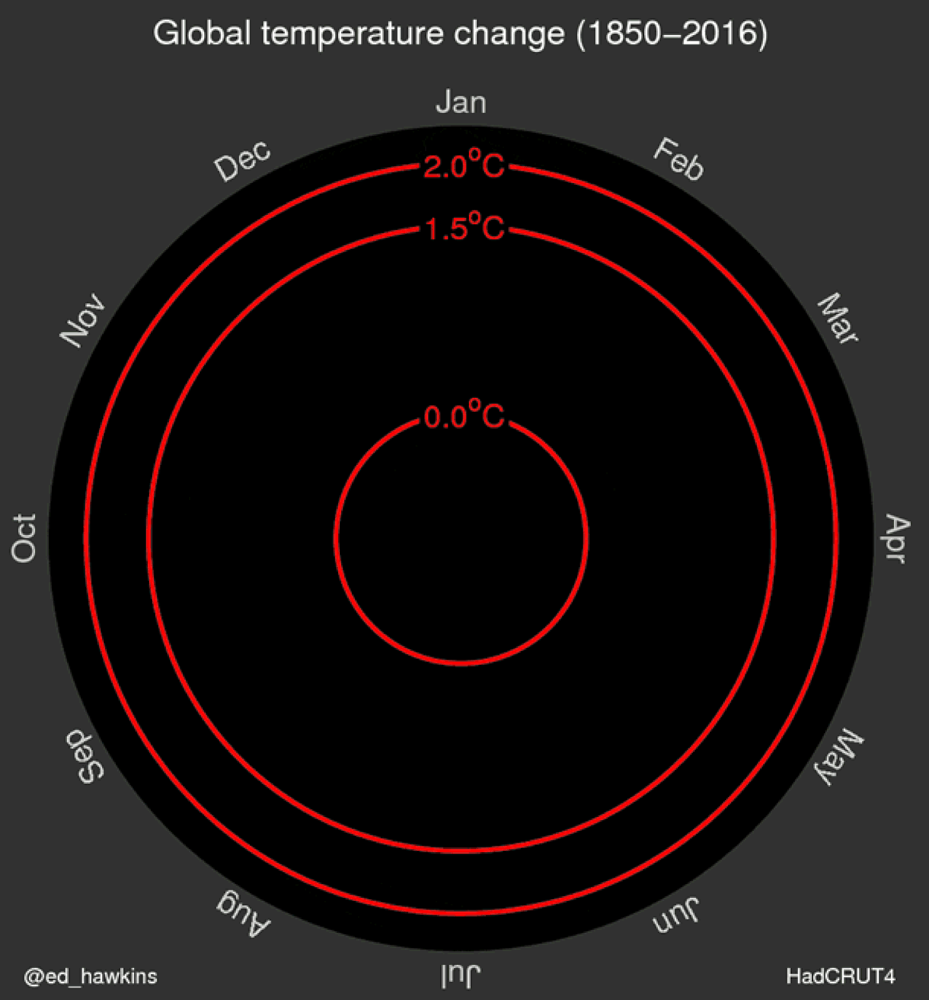 Global temperature change (1850–2016)
Jan
Feb
Mar
Apr
May
Jun
Jul
Aug
Sep
Oct
Nov
Dec
2.0°C
1.5°C
0.0°C
@ed_hawkins
HadCRUT4